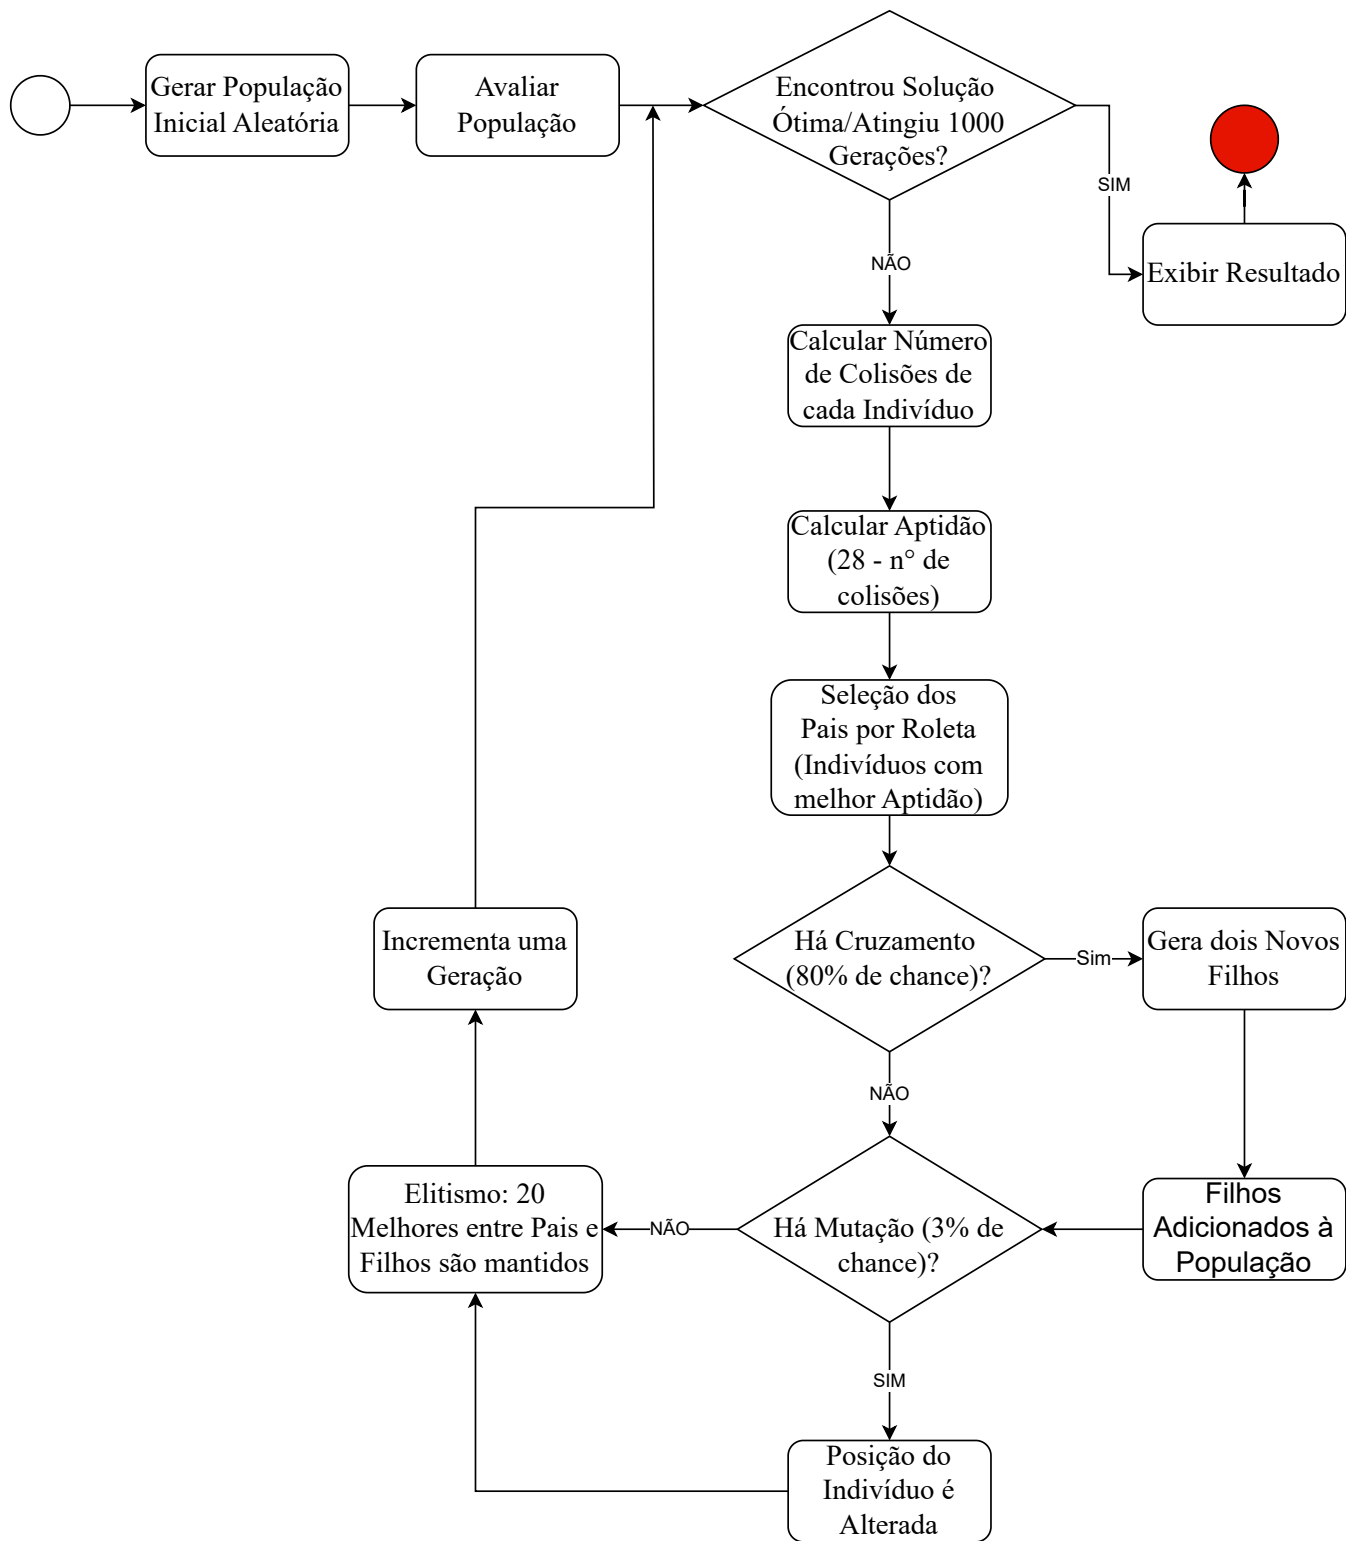 Gerar População
Inicial Aleatória
Avaliar
População
Encontrou Solução
Ótima/Atingiu 1000
Gerações?
SIM
Exibir Resultado
NÃO
Calcular Número
de Colisões de
cada Indivíduo
Calcular Aptidão
(28 - n° de
colisões)
Seleção dos
Pais por Roleta
(Indivíduos com
melhor Aptidão)
Há Cruzamento
(80% de chance)?
Sim
Gera dois Novos
Filhos
NÃO
Filhos
Adicionados à
População
Há Mutação (3% de
chance)?
NÃO
Elitismo: 20
Melhores entre Pais e
Filhos são mantidos
Incrementa uma
Geração
SIM
Posição do
Indivíduo é
Alterada